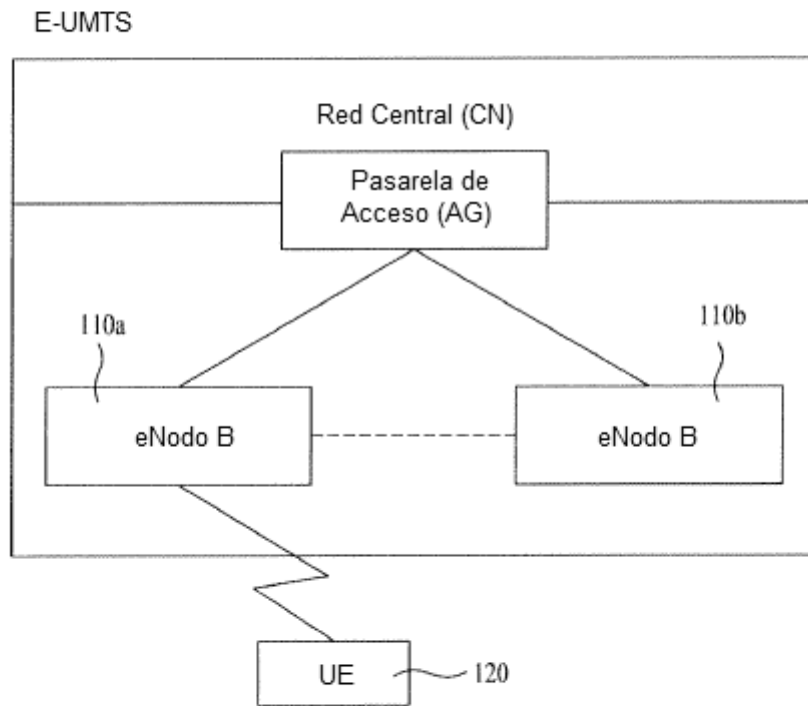 E-UMTS
Red Central (CN)
Pasarela de
Acceso (AG)
110a
110b
eNodo B
eNodo B
UE
120